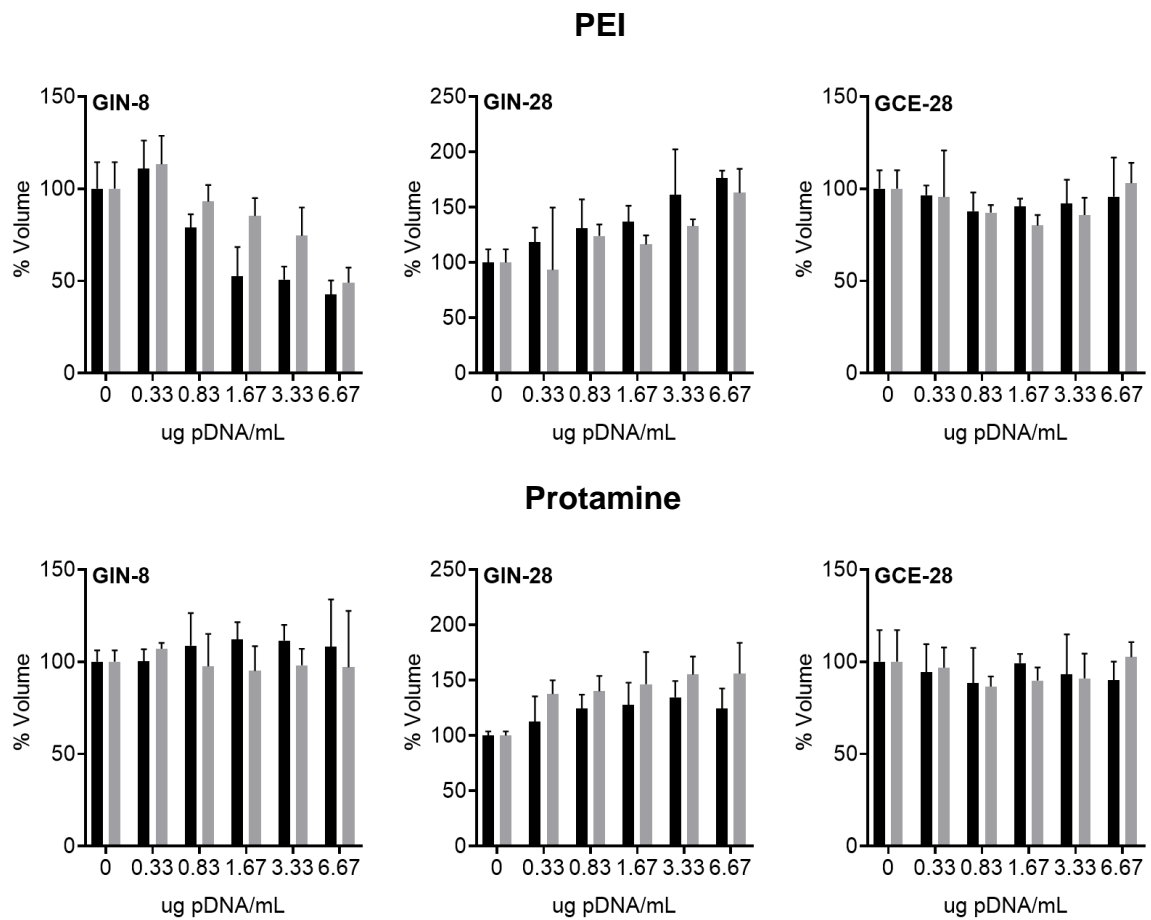 PEI
GIN-8
150
100
50
0
% Volume
0 0.33 0.83 1.67 3.33 6.67
ug pDNA/mL
GIN-28
250
200
150
100
50
0
% Volume
0 0.33 0.83 1.67 3.33 6.67
ug pDNA/mL
GCE-28
150
100
50
0
% Volume
0 0.33 0.83 1.67 3.33 6.67
ug pDNA/mL
Protamine
GIN-8
150
100
50
0
% Volume
0 0.33 0.83 1.67 3.33 6.67
ug pDNA/mL
GIN-28
250
200
150
100
50
0
% Volume
0 0.33 0.83 1.67 3.33 6.67
ug pDNA/mL
GCE-28
150
100
50
0
% Volume
0 0.33 0.83 1.67 3.33 6.67
ug pDNA/mL